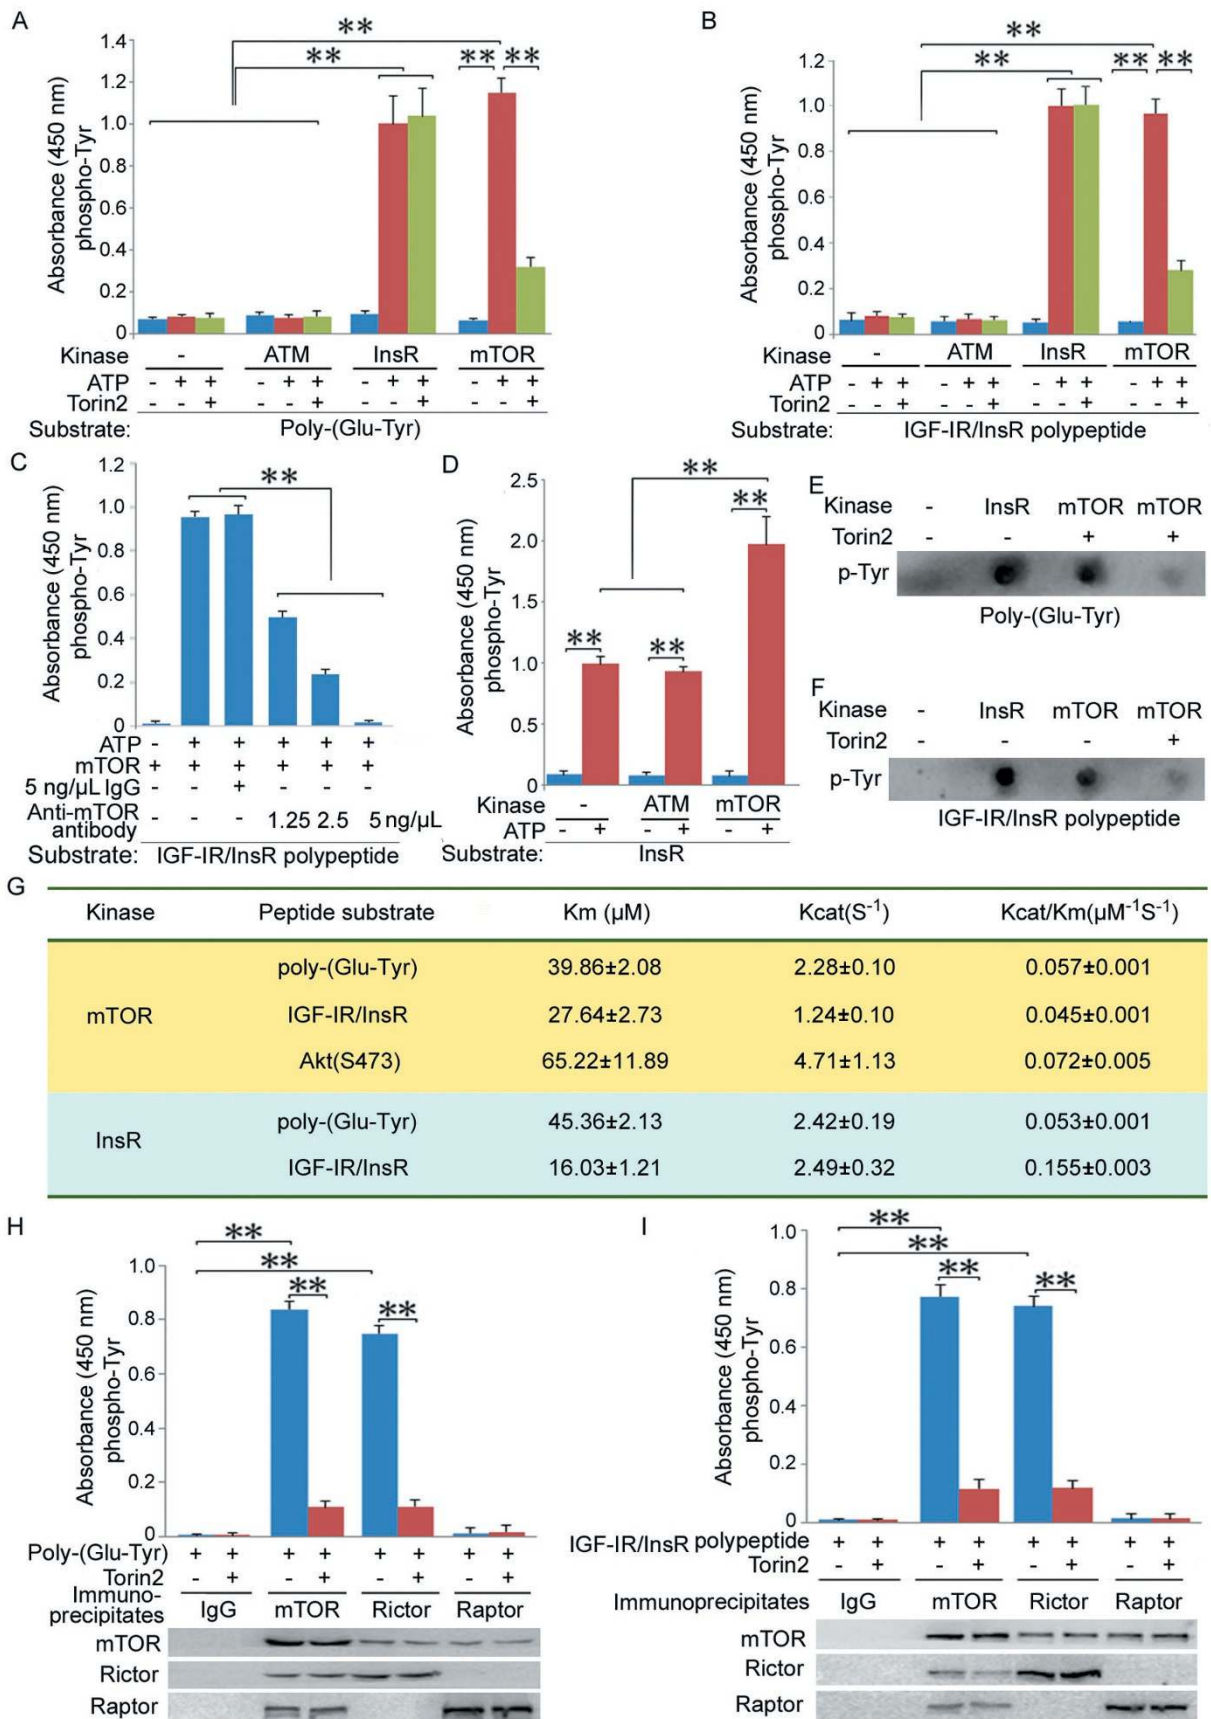 A
**
**
** **
Absorbance (450 nm)
phospho-Tyr
1.4
1.2
1.0
0.8
0.6
0.4
0.2
0
Kinase - ATM InsR mTOR
ATP - + + - + + - + + - + +
Torin2 - - + - - + - - + - - +
Substrate: Poly-(Glu-Tyr)
B
**
**
** **
Absorbance (450 nm)
phospho-Tyr
1.2
1.0
0.8
0.6
0.4
0.2
0
Kinase - ATM InsR mTOR
ATP - + + - + + - + + - + +
Torin2 - - + - - + - - + - - +
Substrate: IGF-IR/InsR polypeptide
C
**
Absorbance (450 nm)
phospho-Tyr
1.2
1.0
0.8
0.6
0.4
0.2
0
ATP - + + + + +
mTOR + + + + + +
5 ng/μL IgG +
Anti-mTOR
antibody 1.25 2.5 5 ng/μL
Substrate: IGF-IR/InsR polypeptide
D
**
**
** **
Absorbance (450 nm)
phospho-Tyr
2.5
2.0
1.5
1.0
0.5
0
Kinase - ATM mTOR
ATP - + - + - +
Substrate: InsR
E
Kinase - InsR mTOR mTOR
Torin2 - - + +
p-Tyr
Poly-(Glu-Tyr)
F
Kinase - InsR mTOR mTOR
Torin2 - - - +
p-Tyr
IGF-IR/InsR polypeptide
G
Kinase Peptide substrate Km (μM) Kcat(S⁻¹) Kcat/Km(μM⁻¹S⁻¹)
mTOR
poly-(Glu-Tyr) 39.86±2.08 2.28±0.10 0.057±0.001
IGF-IR/InsR 27.64±2.73 1.24±0.10 0.045±0.001
Akt(S473) 65.22±11.89 4.71±1.13 0.072±0.005
InsR
poly-(Glu-Tyr) 45.36±2.13 2.42±0.19 0.053±0.001
IGF-IR/InsR 16.03±1.21 2.49±0.32 0.155±0.003
H
**
**
**
**
Absorbance (450 nm)
phospho-Tyr
1.0
0.8
0.6
0.4
0.2
0
Poly-(Glu-Tyr) + + + + + + + +
Torin2 - + - + - + - +
Immuno-
precipitates IgG mTOR Rictor Raptor
mTOR
Rictor
Raptor
I
**
**
**
**
Absorbance (450 nm)
phospho-Tyr
1.0
0.8
0.6
0.4
0.2
0
IGF-IR/InsR polypeptide + + + + + + + +
Torin2 - + - + - + - +
Immunoprecipitates IgG mTOR Rictor Raptor
mTOR
Rictor
Raptor